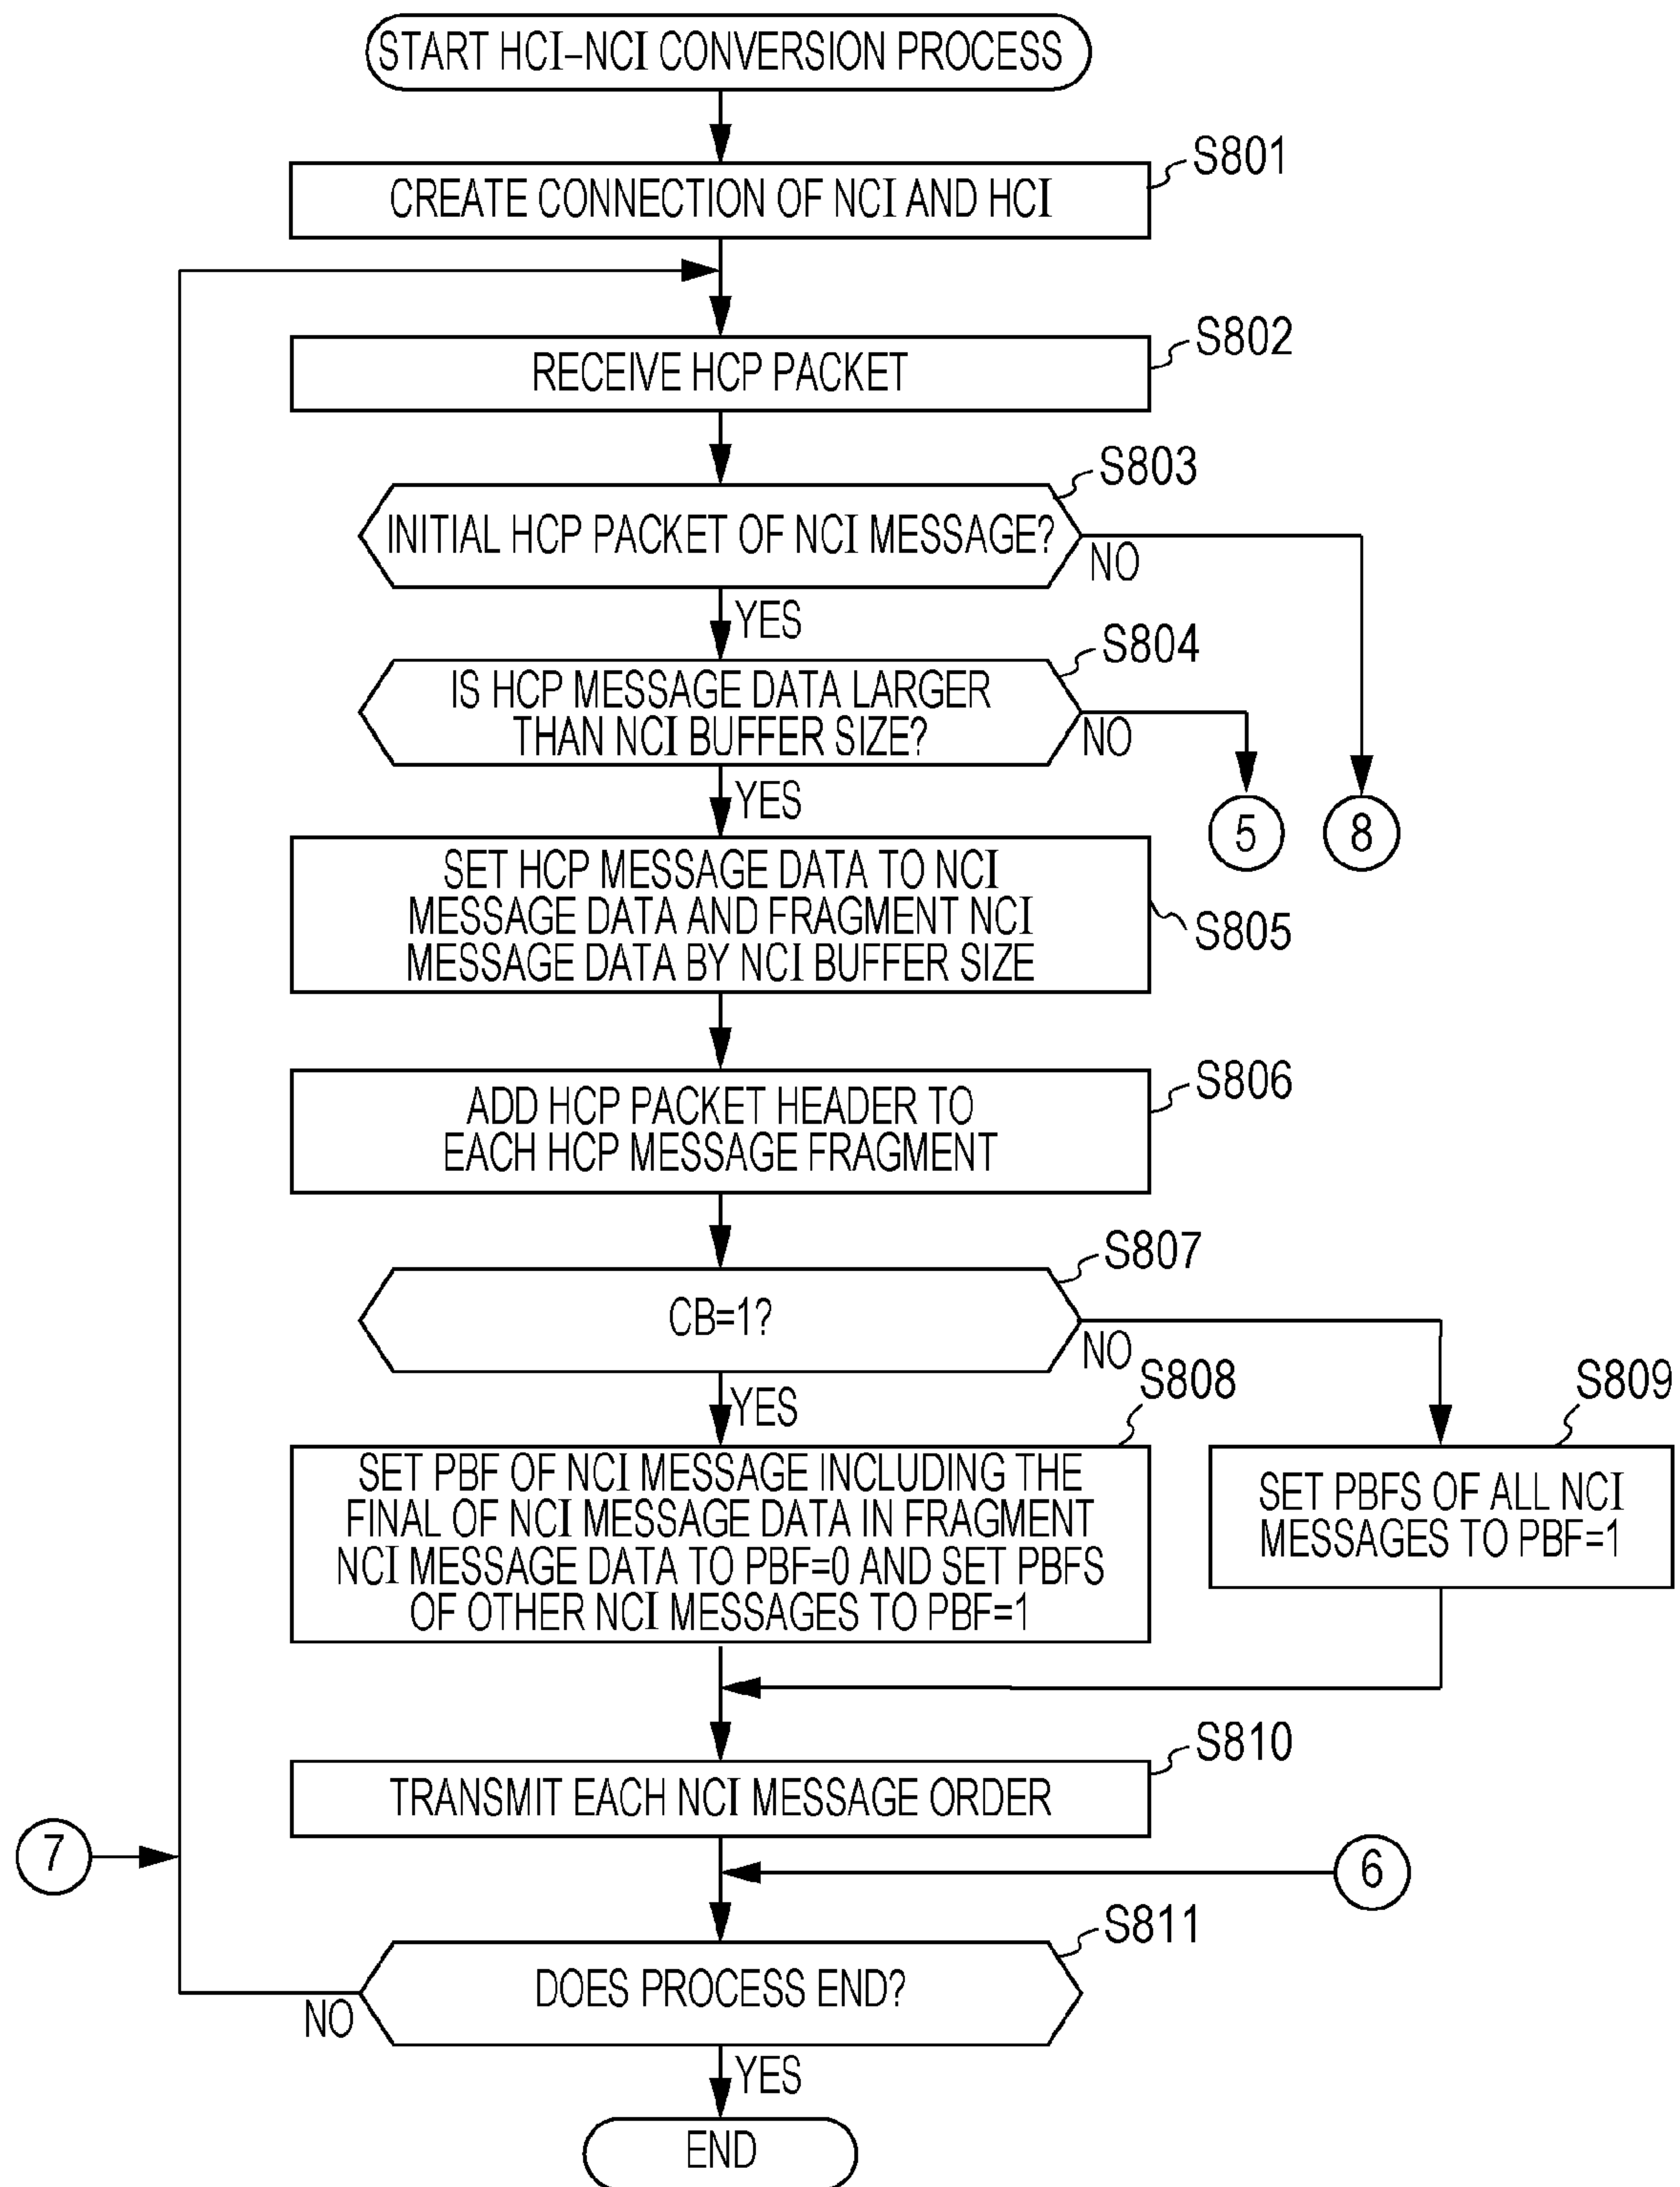 START HCI–NCI CONVERSION PROCESS
S801
CREATE CONNECTION OF NCI AND HCI
S802
RECEIVE HCP PACKET
S803
INITIAL HCP PACKET OF NCI MESSAGE?
NO
YES
S804
IS HCP MESSAGE DATA LARGER
THAN NCI BUFFER SIZE?
NO
YES
5
8
SET HCP MESSAGE DATA TO NCI
MESSAGE DATA AND FRAGMENT NCI
MESSAGE DATA BY NCI BUFFER SIZE
S805
S806
ADD HCP PACKET HEADER TO
EACH HCP MESSAGE FRAGMENT
S807
CB=1?
NO
YES
S808
S809
SET PBF OF NCI MESSAGE INCLUDING THE
FINAL OF NCI MESSAGE DATA IN FRAGMENT
NCI MESSAGE DATA TO PBF=0 AND SET PBFS
OF OTHER NCI MESSAGES TO PBF=1
SET PBFS OF ALL NCI
MESSAGES TO PBF=1
S810
TRANSMIT EACH NCI MESSAGE ORDER
7
6
S811
DOES PROCESS END?
NO
YES
END